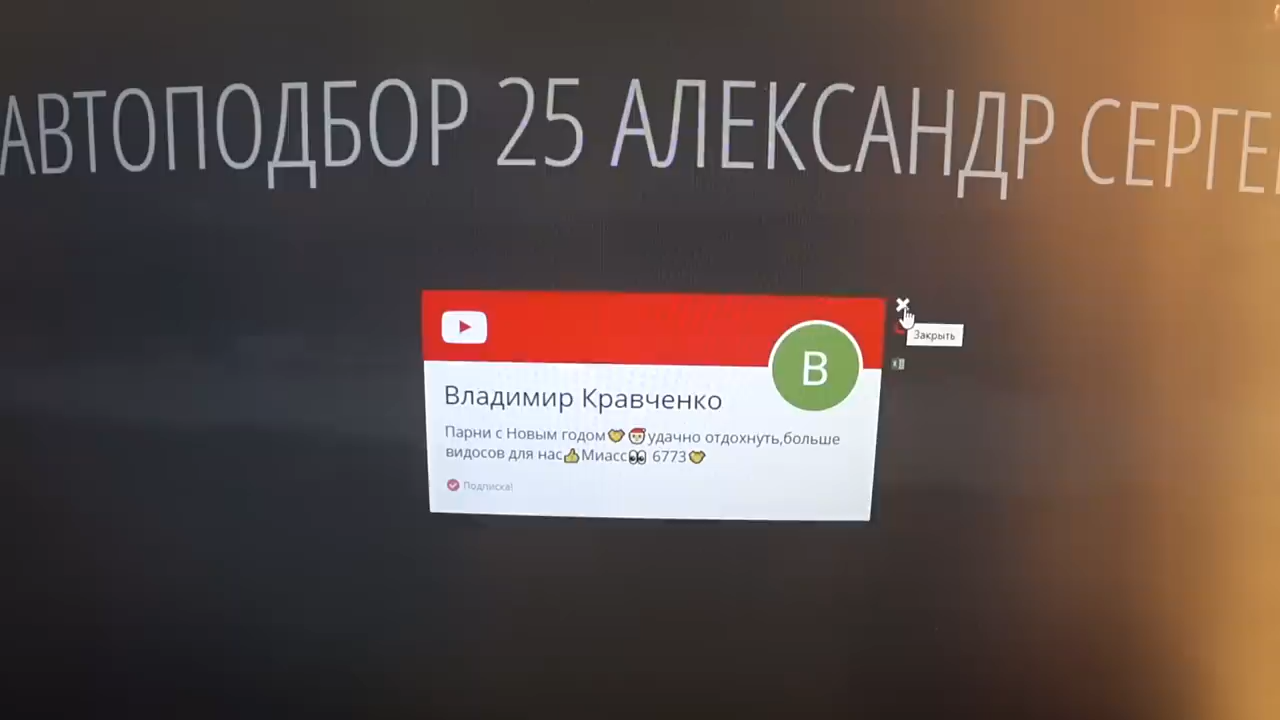 АВТОПОДБОР 25 АЛЕКСАНДР СЕРГЕ
Закрыть
В
Владимир Кравченко
Парни с Новым годом🐯🎅удачно отдохнуть,больше
видосов для нас👍Миасс👀 6773🐯
Подписка!